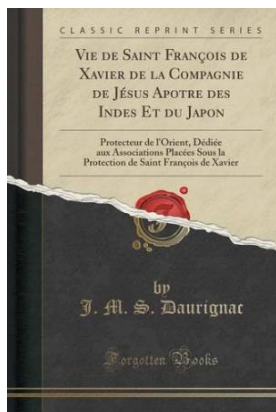 CLASSIC REPRINT SERIES
VIE DE SAINT FRANÇOIS DE
XAVIER DE LA COMPAGNIE
DE JÉSUS APOTRE DES
INDES ET DU JAPON
Protecteur de l'Orient, Dédiée
aux Associations Placées Sous la
Protection de Saint François de Xavier
by
J. M. S. Daurignac
Forgotten Books